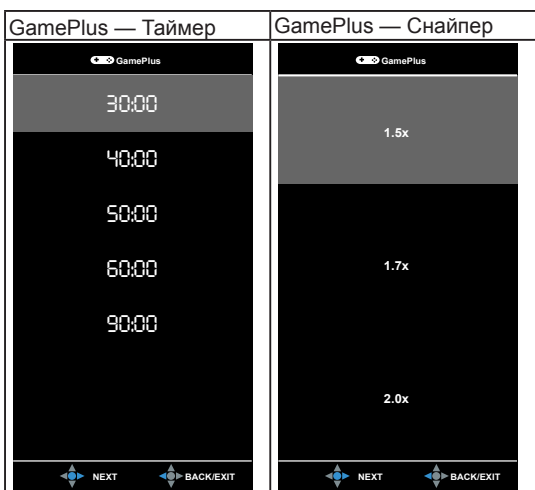 GamePlus — Таймер
GamePlus
30:00
40:00
50:00
60:00
90:00
NEXT BACK/EXIT
GamePlus — Снайпер
GamePlus
1.5x
1.7x
2.0x
NEXT BACK/EXIT